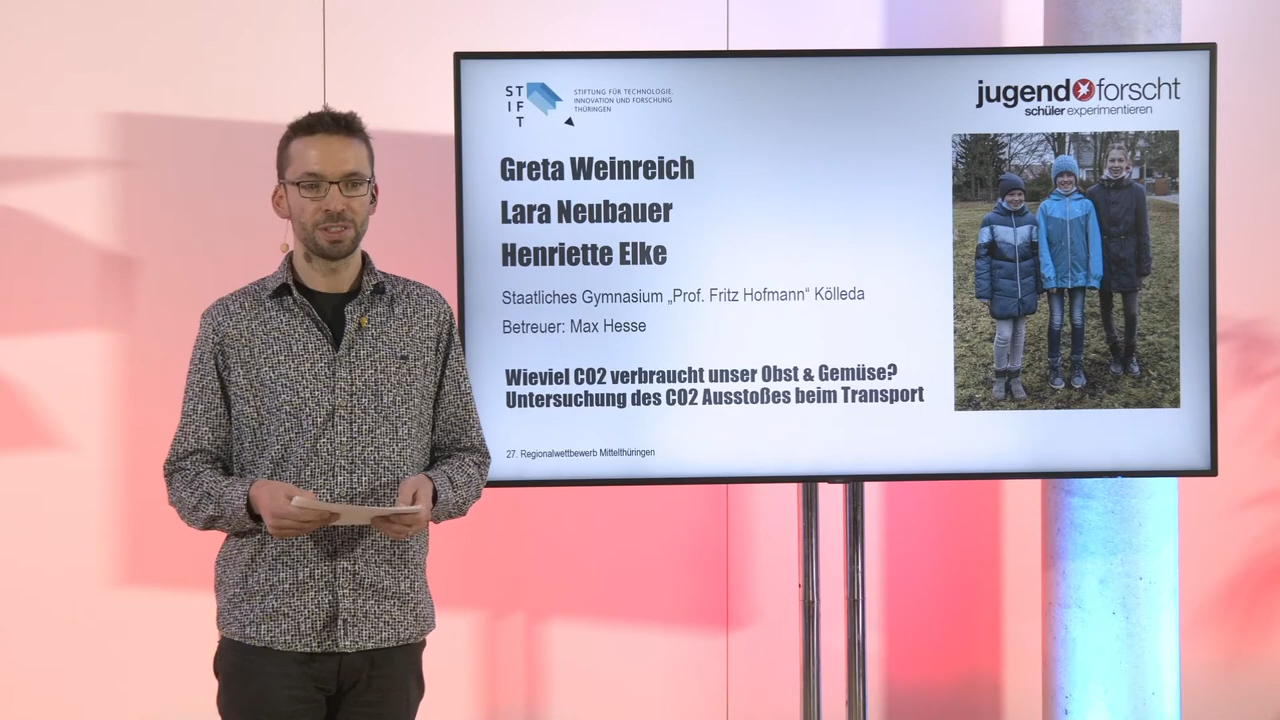 ST
IF
T
STIFTUNG FÜR TECHNOLOGIE,
INNOVATION UND FORSCHUNG
THÜRINGEN
jugend forscht
schüler experimentieren
Greta Weinreich
Lara Neubauer
Henriette Elke
Staatliches Gymnasium „Prof. Fritz Hofmann“ Kölleda
Betreuer: Max Hesse
Wieviel CO2 verbraucht unser Obst & Gemüse?
Untersuchung des CO2 Ausstoßes beim Transport
27. Regionalwettbewerb Mittelthüringen